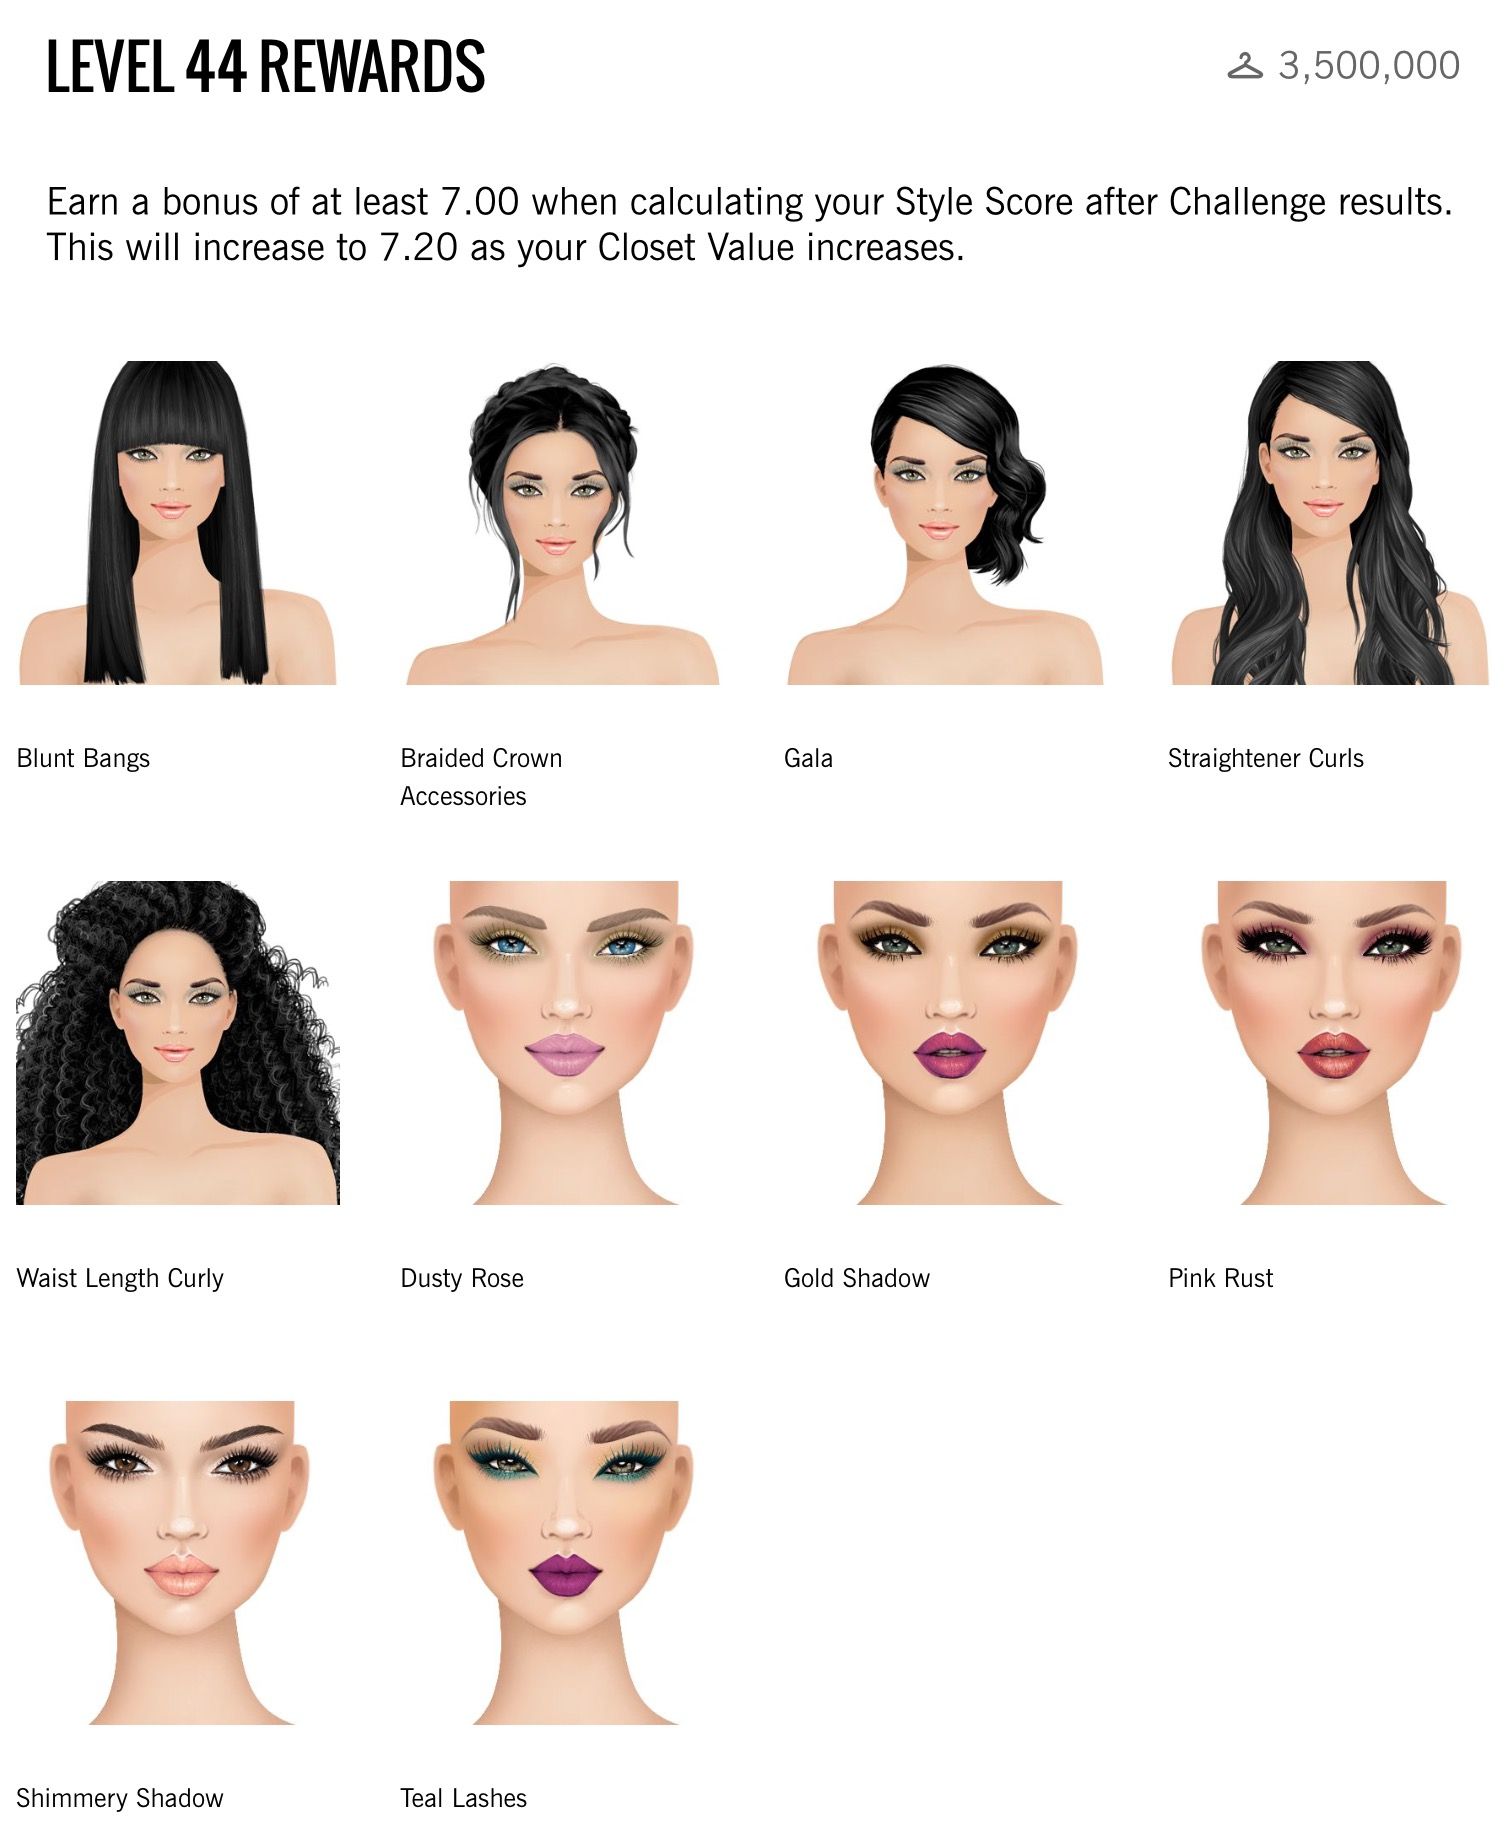 LEVEL 44 REWARDS
3,500,000
Earn a bonus of at least 7.00 when calculating your Style Score after Challenge results.
This will increase to 7.20 as your Closet Value increases.
Blunt Bangs
Braided Crown
Accessories
Gala
Straightener Curls
Waist Length Curly
Dusty Rose
Gold Shadow
Pink Rust
Shimmery Shadow
Teal Lashes